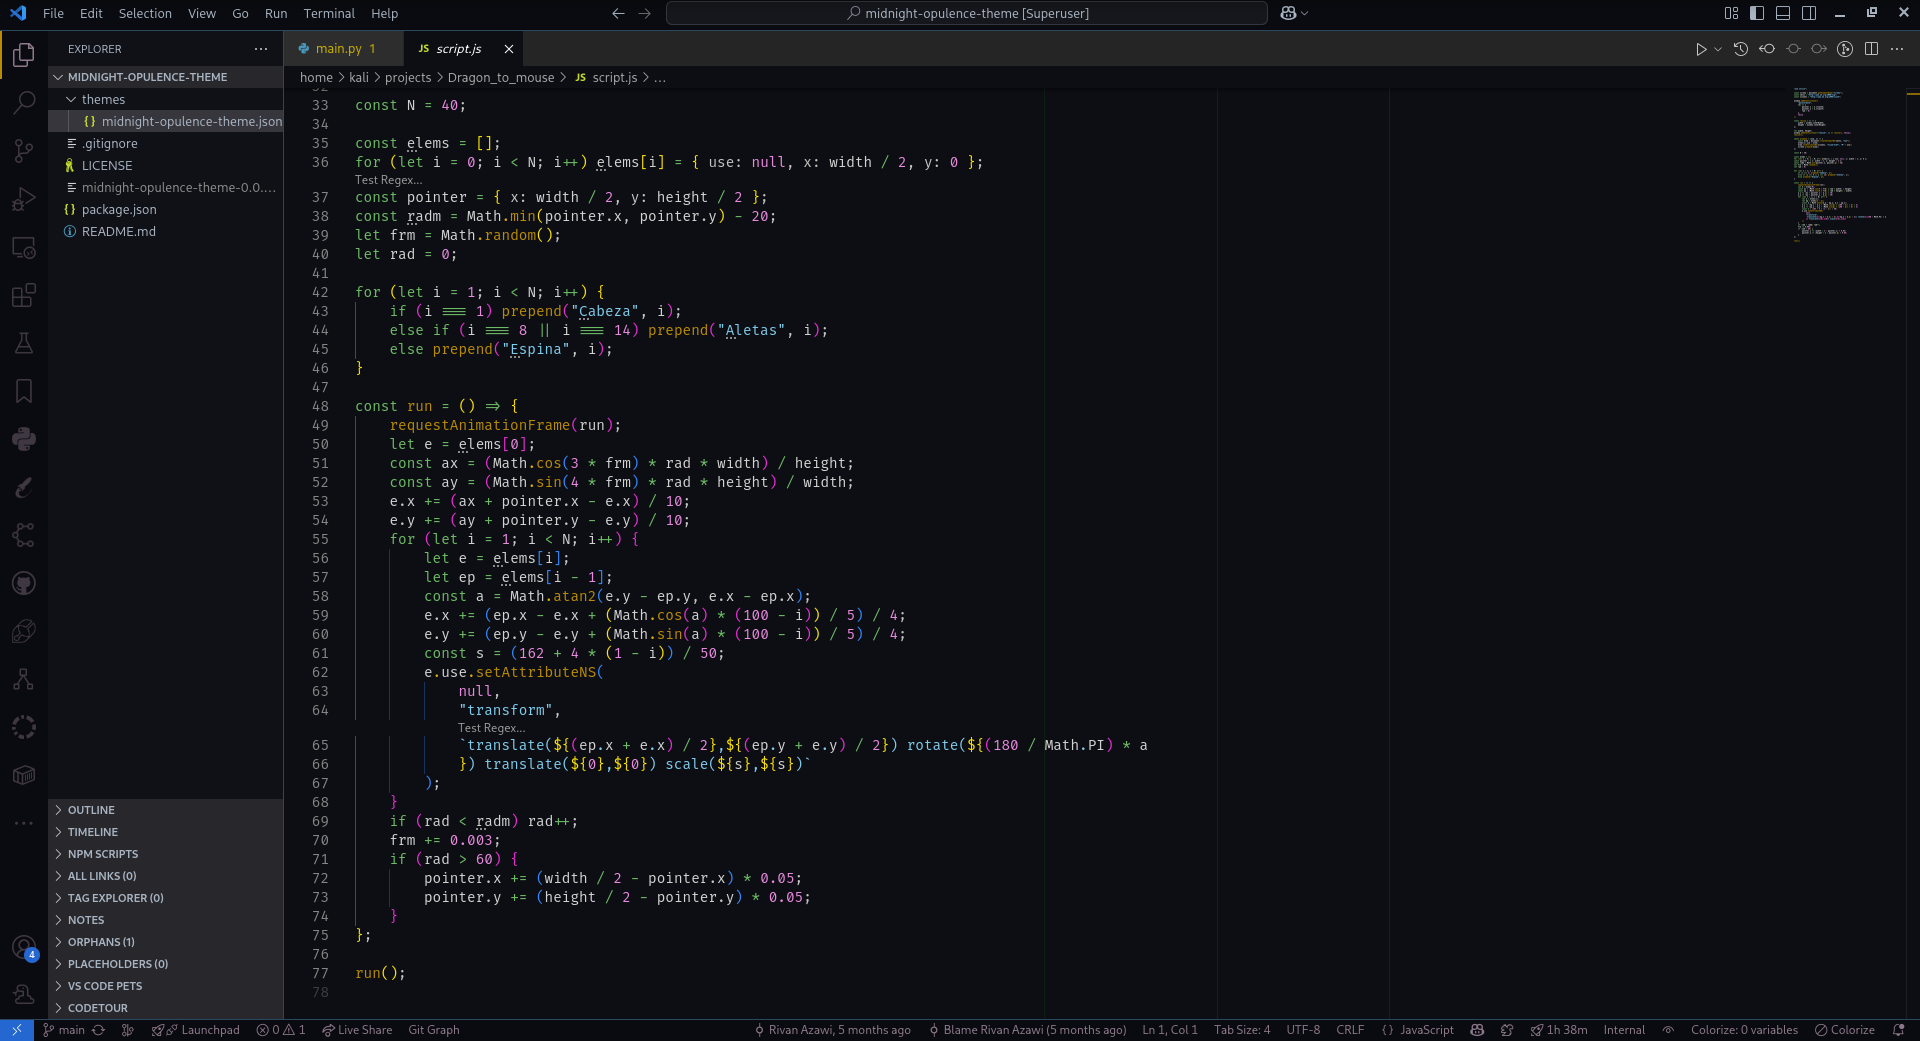 File Edit Selection View Go Run Terminal Help
midnight-opulence-theme [Superuser]
EXPLORER
MIDNIGHT-OPULENCE-THEME
themes
{} midnight-opulence-theme.json
.gitignore
LICENSE
midnight-opulence-theme-0.0....
{} package.json
README.md
OUTLINE
TIMELINE
NPM SCRIPTS
ALL LINKS (0)
TAG EXPLORER (0)
NOTES
ORPHANS (1)
PLACEHOLDERS (0)
VS CODE PETS
CODETOUR
4
main.py 1
JS script.js
home > kali > projects > Dragon_to_mouse > JS script.js > ...
33 const N = 40;
34
35 const elems = [];
36 for (let i = 0; i < N; i++) elems[i] = { use: null, x: width / 2, y: 0 };
Test Regex...
37 const pointer = { x: width / 2, y: height / 2 };
38 const radm = Math.min(pointer.x, pointer.y) - 20;
39 let frm = Math.random();
40 let rad = 0;
41
42 for (let i = 1; i < N; i++) {
43 if (i === 1) prepend("Cabeza", i);
44 else if (i === 8 || i === 14) prepend("Aletas", i);
45 else prepend("Espina", i);
46 }
47
48 const run = () => {
49 requestAnimationFrame(run);
50 let e = elems[0];
51 const ax = (Math.cos(3 * frm) * rad * width) / height;
52 const ay = (Math.sin(4 * frm) * rad * height) / width;
53 e.x += (ax + pointer.x - e.x) / 10;
54 e.y += (ay + pointer.y - e.y) / 10;
55 for (let i = 1; i < N; i++) {
56 let e = elems[i];
57 let ep = elems[i - 1];
58 const a = Math.atan2(e.y - ep.y, e.x - ep.x);
59 e.x += (ep.x - e.x + (Math.cos(a) * (100 - i)) / 5) / 4;
60 e.y += (ep.y - e.y + (Math.sin(a) * (100 - i)) / 5) / 4;
61 const s = (162 + 4 * (1 - i)) / 50;
62 e.use.setAttributeNS(
63 null,
64 "transform",
Test Regex...
65 `translate(${(ep.x + e.x) / 2},${(ep.y + e.y) / 2}) rotate(${(180 / Math.PI) * a
66 }) translate(${0},${0}) scale(${s},${s})`
67 );
68 }
69 if (rad < radm) rad++;
70 frm += 0.003;
71 if (rad > 60) {
72 pointer.x += (width / 2 - pointer.x) * 0.05;
73 pointer.y += (height / 2 - pointer.y) * 0.05;
74 }
75 };
76
77 run();
78
main Launchpad 0 1 Live Share Git Graph Rivan Azawi, 5 months ago Blame Rivan Azawi (5 months ago) Ln 1, Col 1 Tab Size: 4 UTF-8 CRLF {} JavaScript 1h 38m Internal Colorize: 0 variables Colorize